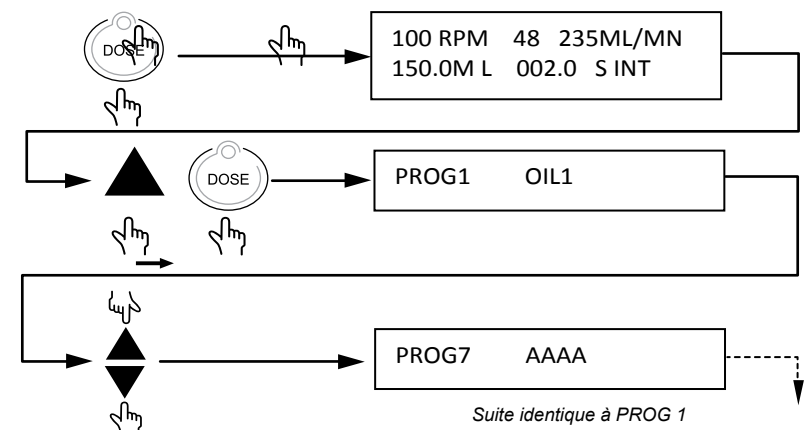 DOSE
100 RPM 48 235ML/MN
150.0M L 002.0 S INT
DOSE
PROG1 OIL1
PROG7 AAAA
Suite identique à PROG 1